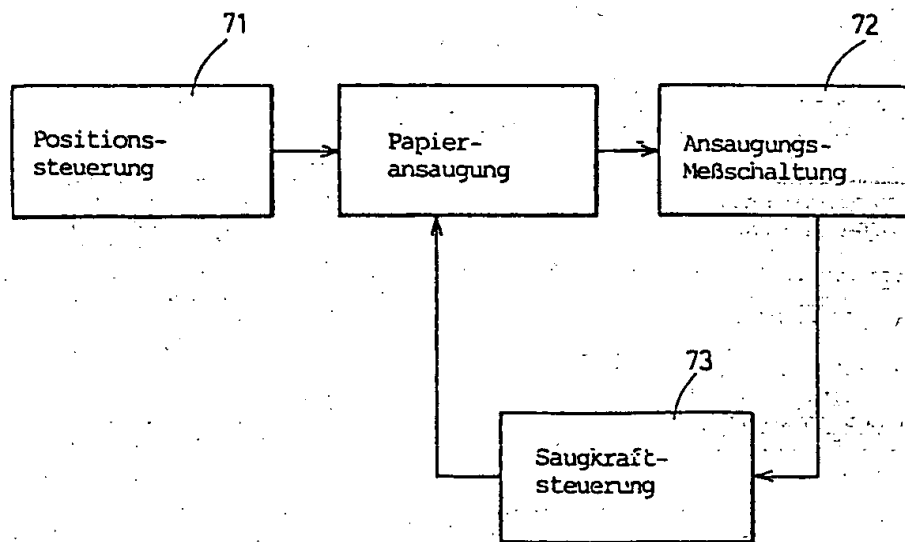 71
72
Positions-
steuerung
Papier-
ansaugung
Ansaugungs-
Meßschaltung
73
Saugkraft-
steuerung